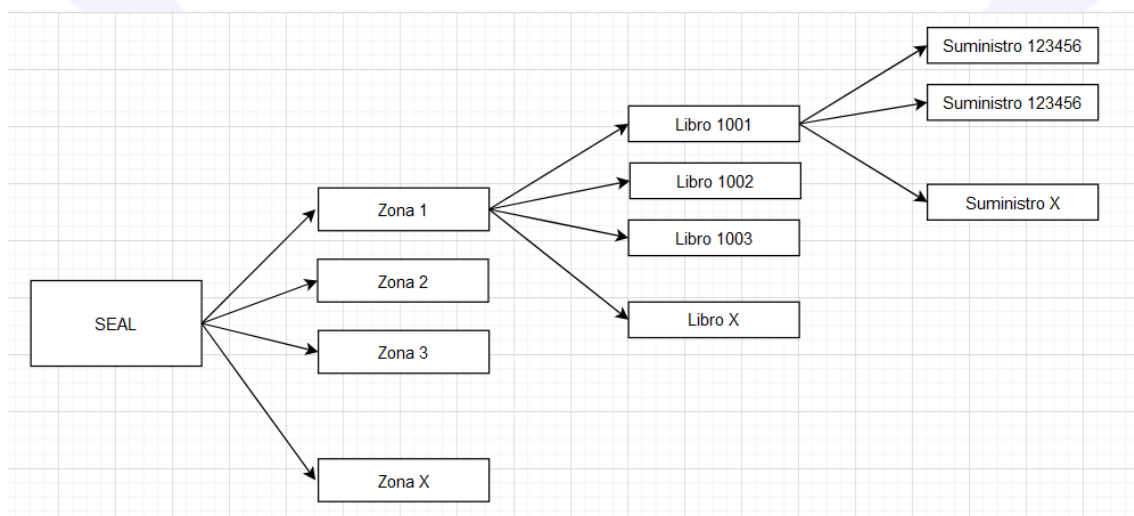 SEAL
Zona 1
Zona 2
Zona 3
Zona X
Libro 1001
Libro 1002
Libro 1003
Libro X
Suministro 123456
Suministro 123456
Suministro X